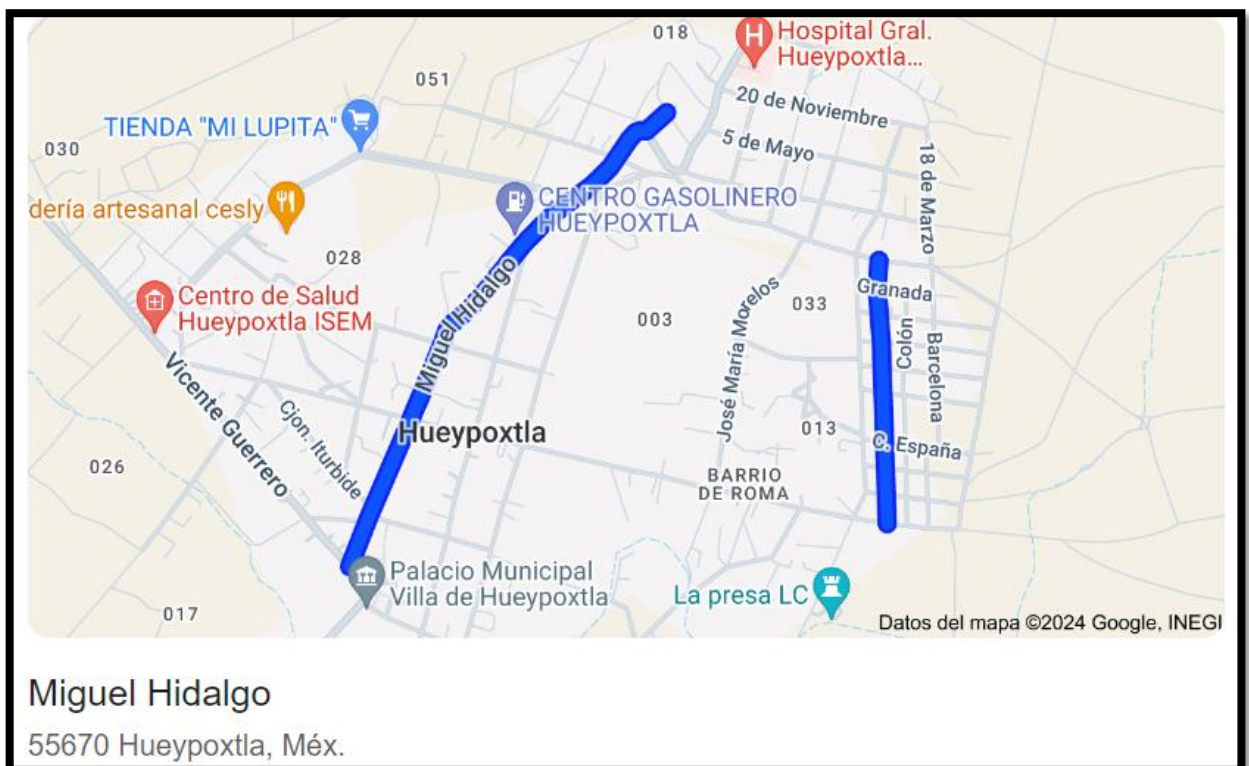 018
Hospital Gral.
Hueypoxtla...
051
20 de Noviembre
TIENDA "MI LUPITA"
5 de Mayo
030
18 de Marzo
dería artesanal cesly
CENTRO GASOLINERO
HUEYPOXTLA
028
Granada
Centro de Salud
Hueypoxtla ISEM
Miguel Hidalgo
003
033
José María Morelos
Colón
Barcelona
Vicente Guerrero
Cjon. Iturbide
Hueypoxtla
013
C. España
026
BARRIO
DE ROMA
Palacio Municipal
Villa de Hueypoxtla
La presa LC
017
Datos del mapa ©2024 Google, INEGI
Miguel Hidalgo
55670 Hueypoxtla, Méx.